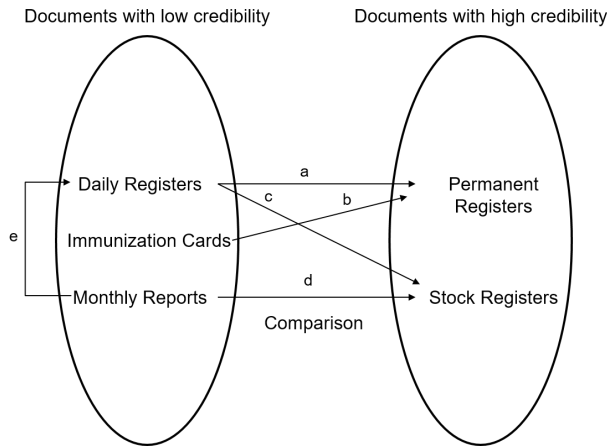 Documents with low credibility
Documents with high credibility
a
Daily Registers
Permanent
Registers
c
b
e
Immunization Cards
d
Monthly Reports
Stock Registers
Comparison